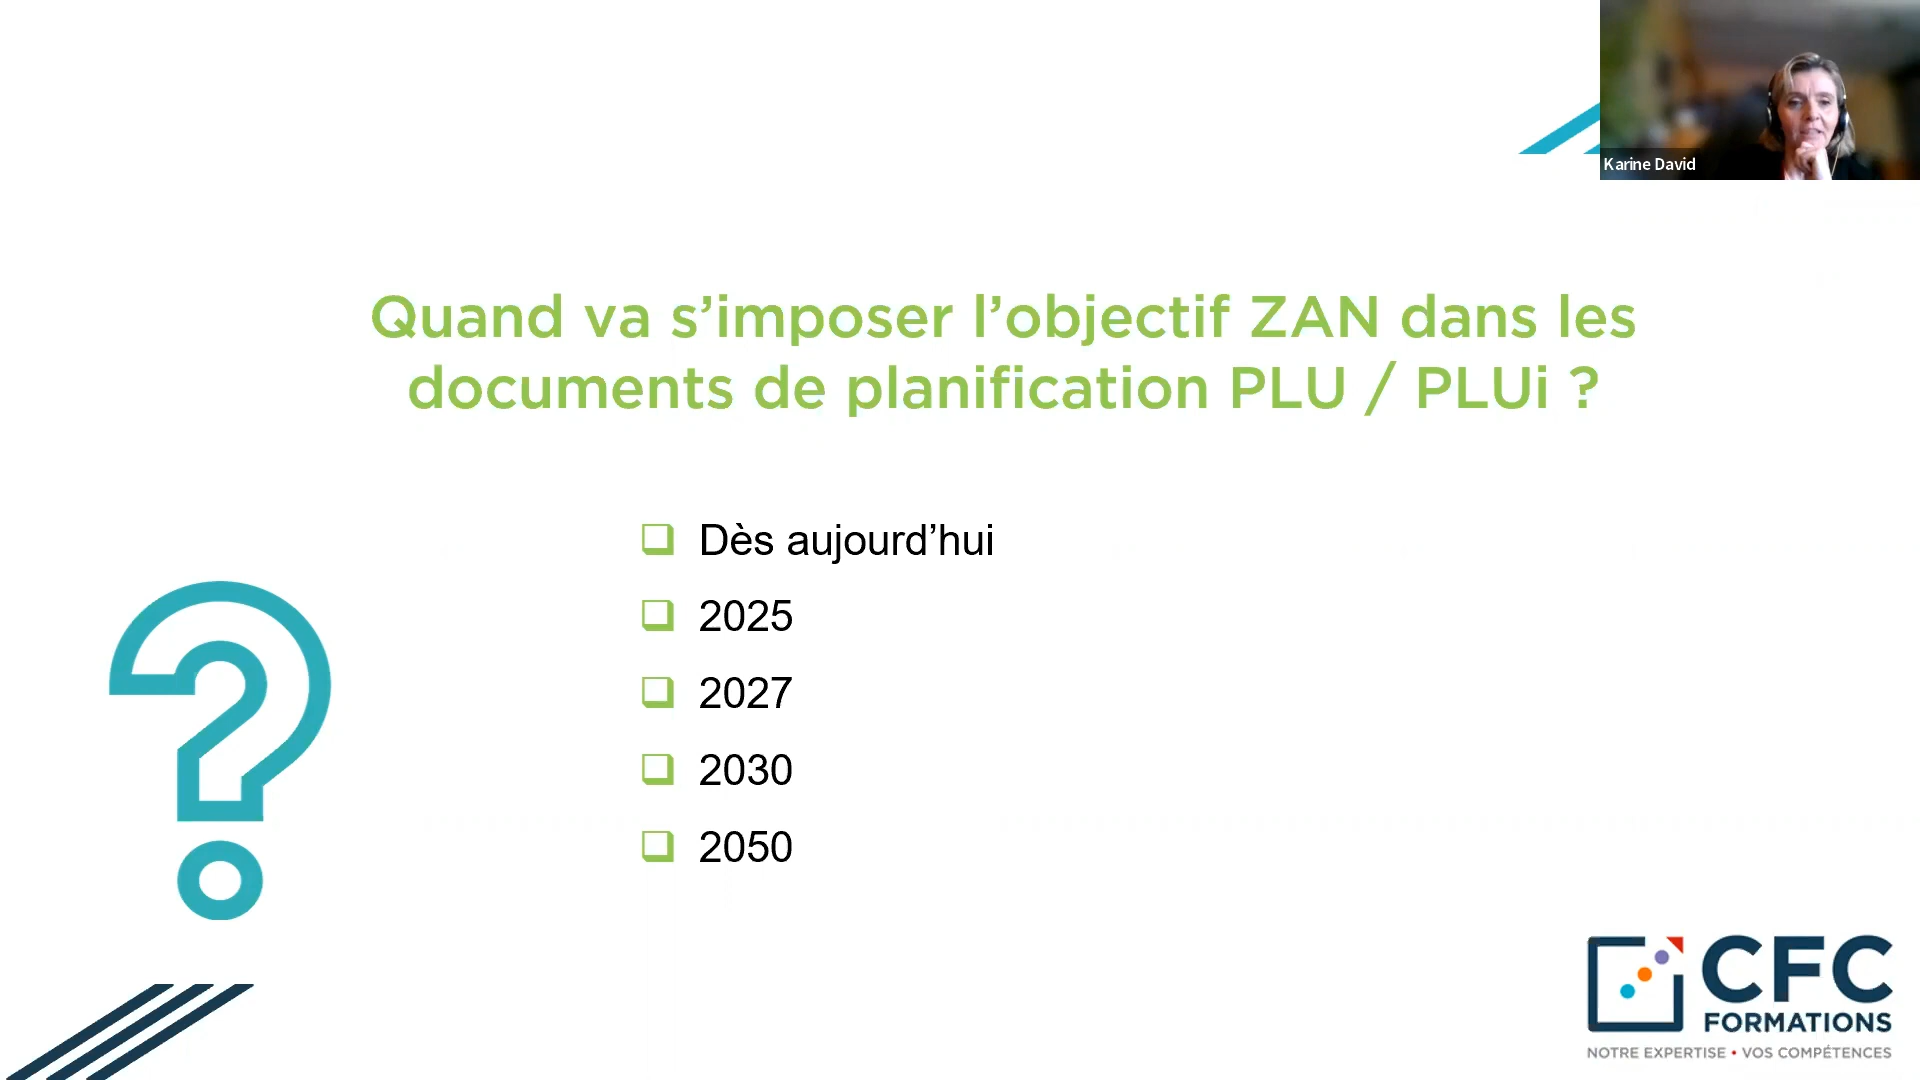 Karine David
Quand va s’imposer l’objectif ZAN dans les
documents de planification PLU / PLUi ?
Dès aujourd’hui
2025
2027
2030
2050
CFC
FORMATIONS
NOTRE EXPERTISE • VOS COMPÉTENCES